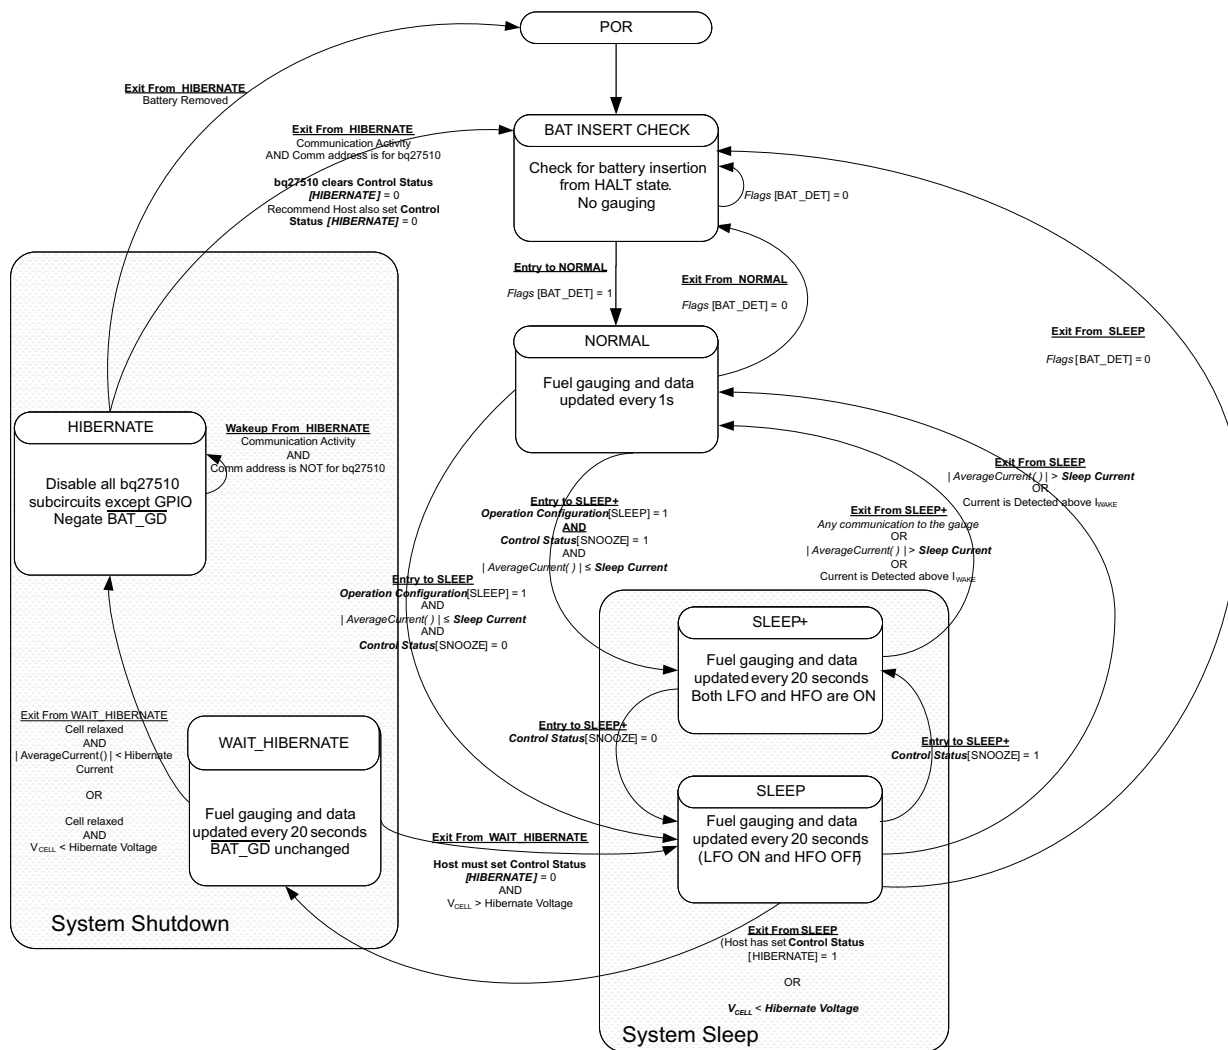 POR
Exit From  HIBERNATE
Battery Removed
Exit From  HIBERNATE
Communication Activity
AND Comm address is for bq27510
bq27510 clears Control Status
[HIBERNATE] = 0
Recommend Host also set Control
Status [HIBERNATE] = 0
BAT INSERT CHECK
Check for battery insertion
from HALT state.
No gauging
Flags [BAT_DET] = 0
Entry to NORMAL
Flags [BAT_DET] = 1
Exit From  NORMAL
Flags [BAT_DET] = 0
Exit From  SLEEP
Flags [BAT_DET] = 0
NORMAL
Fuel gauging and data
updated every 1s
HIBERNATE
Disable all bq27510
subcircuits except GPIO.
Negate BAT_GD
Wakeup From  HIBERNATE
Communication Activity
AND
Comm address is NOT for bq27510
Exit From SLEEP
| AverageCurrent( ) | > Sleep Current
OR
Current is Detected above IWAKE
Entry to SLEEP+
Operation Configuration[SLEEP] = 1
AND
Control Status[SNOOZE] = 1
AND
| AverageCurrent( ) | ≤ Sleep Current
Exit From SLEEP+
Any communication to the gauge
OR
| AverageCurrent( ) | > Sleep Current
OR
Current is Detected above IWAKE
Entry to SLEEP
Operation Configuration[SLEEP] = 1
AND
| AverageCurrent( ) | ≤ Sleep Current
AND
Control Status[SNOOZE] = 0
SLEEP+
Fuel gauging and data
updated every 20 seconds
Both LFO and HFO are ON
Entry to SLEEP+
Control Status[SNOOZE] = 0
Entry to SLEEP+
Control Status[SNOOZE] = 1
Exit From WAIT_HIBERNATE
Cell relaxed
AND
| AverageCurrent() | < Hibernate
Current
OR
Cell relaxed
AND
VCELL < Hibernate Voltage
WAIT_HIBERNATE
Fuel gauging and data
updated every 20 seconds
BAT_GD unchanged
SLEEP
Fuel gauging and data
updated every 20 seconds
(LFO ON and HFO OFF)
Exit From WAIT_HIBERNATE
Host must set Control Status
[HIBERNATE] = 0
AND
VCELL > Hibernate Voltage
System Shutdown
Exit From SLEEP
(Host has set Control Status
[HIBERNATE] = 1
OR
VCELL < Hibernate Voltage
System Sleep